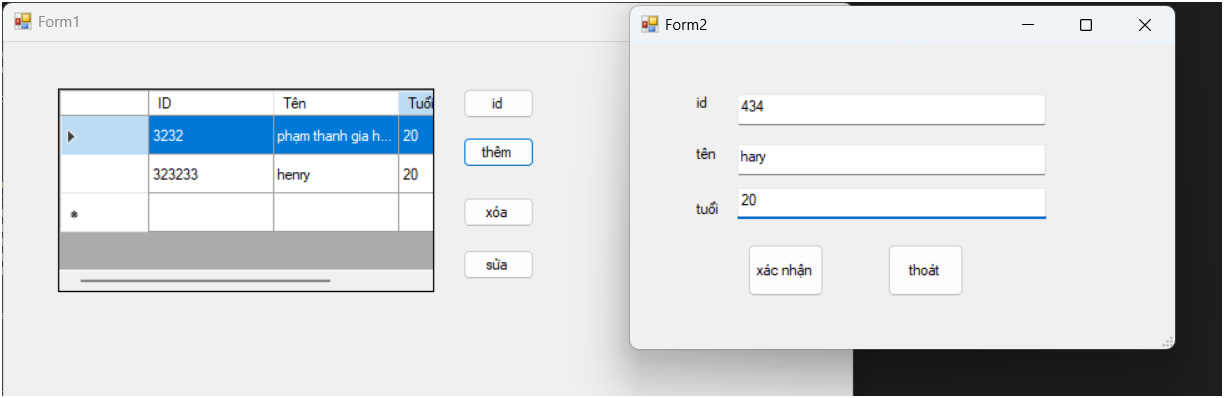 Form1
ID Tên Tuổi
3232 phạm thanh gia h... 20
323233 henry 20
id
thêm
xóa
sửa
Form2
id 434
tên hary
tuổi 20
xác nhận thoát